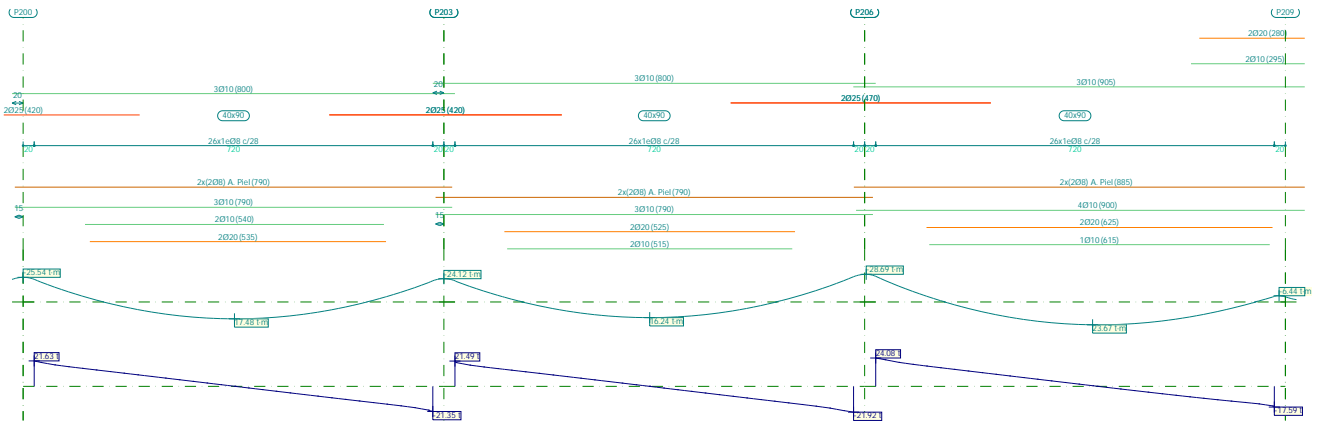 P200 P203 P206 P209
2Ø20(280)
2Ø10(295)
3Ø10(800)
20 3Ø10(905)
20 3Ø10(800)
2Ø25(470)
2Ø25(420) 40x90 2Ø25(420) 40x90 40x90
26x1eØ8 c/28 26x1eØ8 c/28 26x1eØ8 c/28
20 720 20 20 720 20 20 720 20
2x(2Ø8) A. Piel(790) 2x(2Ø8) A. Piel(885)
2x(2Ø8) A. Piel(790)
15 3Ø10(790) 4Ø10(900)
15 3Ø10(790)
2Ø10(540) 2Ø20(625)
2Ø20(525)
2Ø20(535) 1Ø10(615)
2Ø10(515)
-25.54 t·m -24.12 t·m -28.69 t·m
-6.44 t·m
17.48 t·m 16.24 t·m 23.67 t·m
21.63 t 21.49 t 24.08 t
-21.35 t -21.92 t -17.59 t